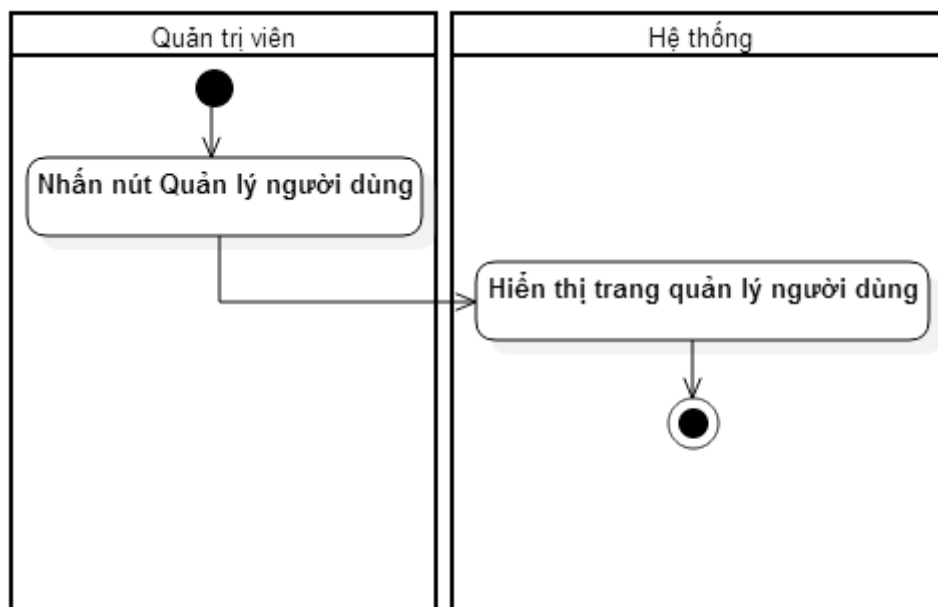 Quản trị viên
Hệ thống
Nhấn nút Quản lý người dùng
Hiển thị trang quản lý người dùng